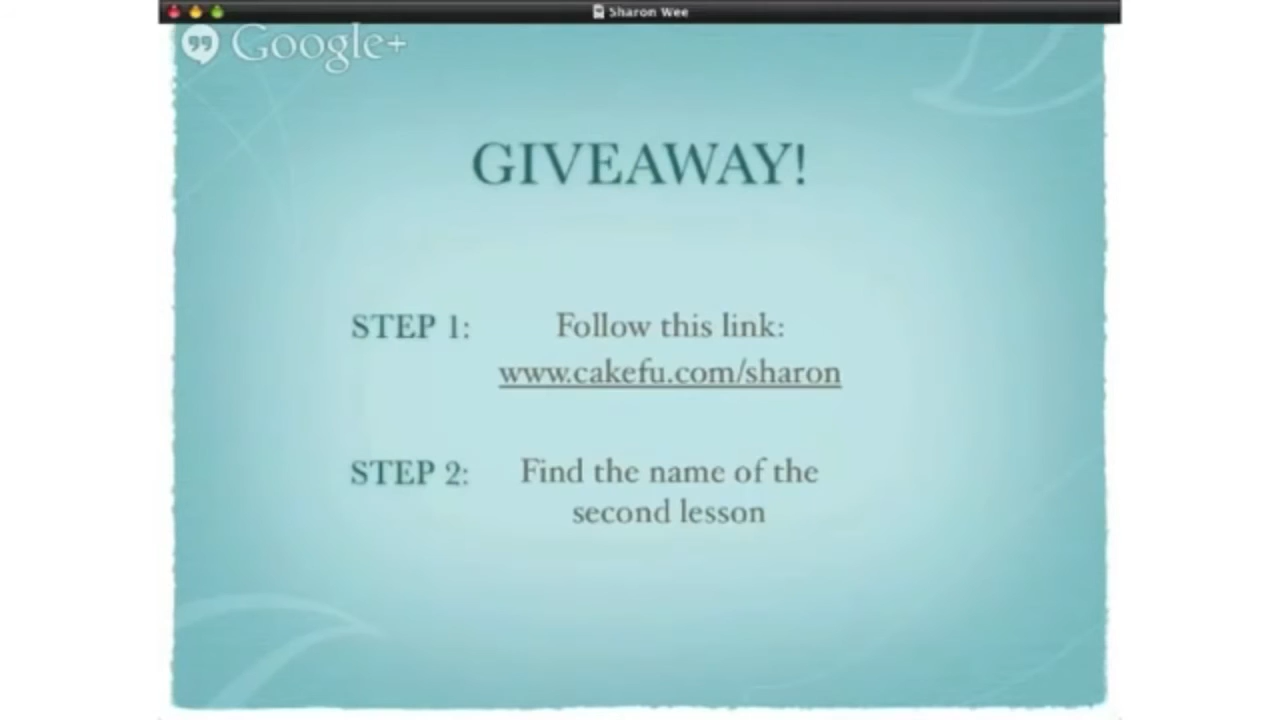 Sharon Wee
Google+
GIVEAWAY!
STEP 1: Follow this link:
www.cakefu.com/sharon
STEP 2: Find the name of the
second lesson